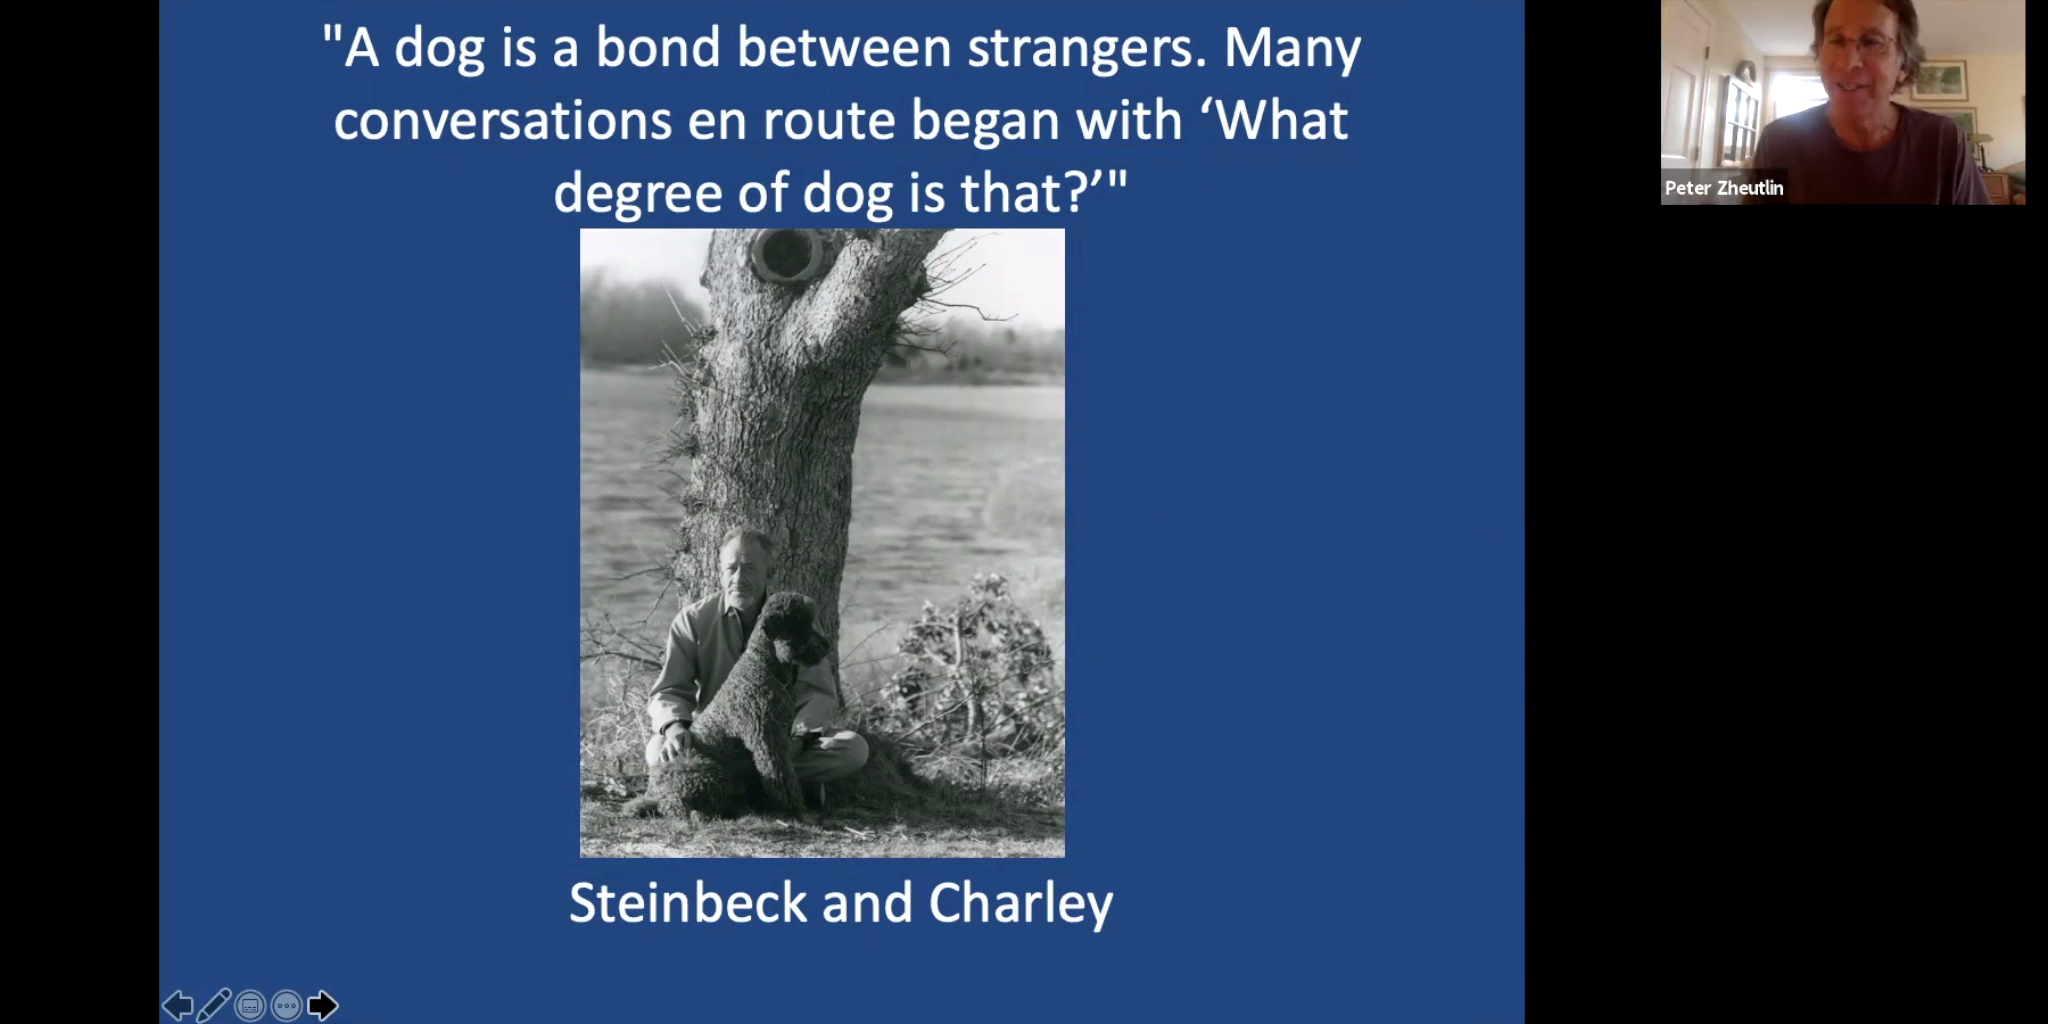 "A dog is a bond between strangers. Many
conversations en route began with ‘What
degree of dog is that?’"
Steinbeck and Charley
Peter Zheutlin